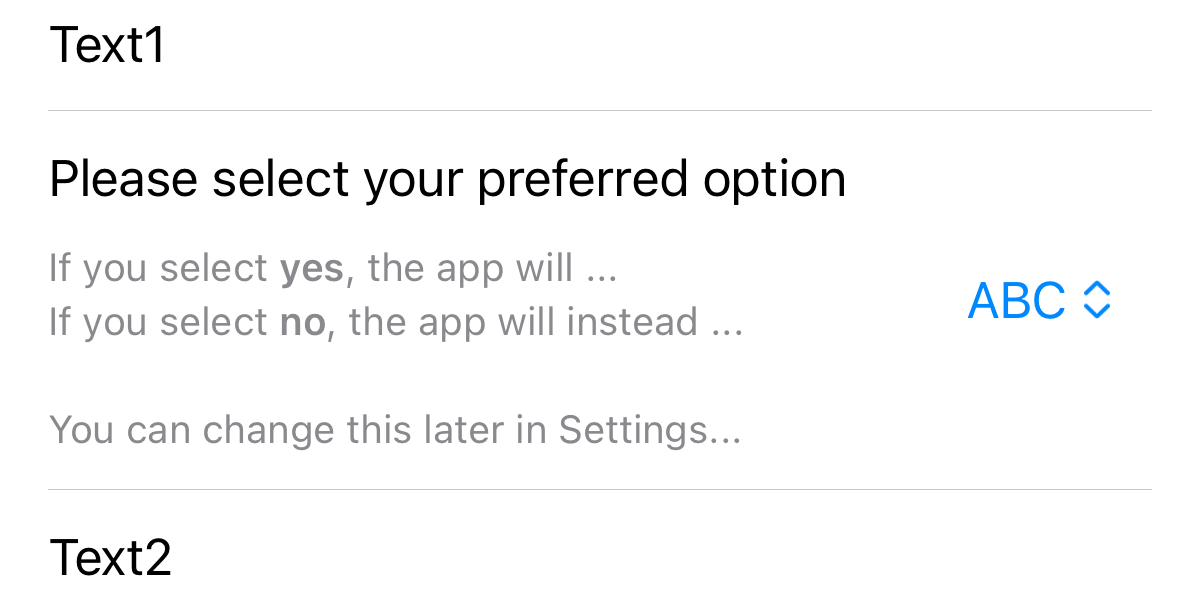 Text1
Please select your preferred option
If you select yes, the app will ...
If you select no, the app will instead ...
ABC
You can change this later in Settings...
Text2